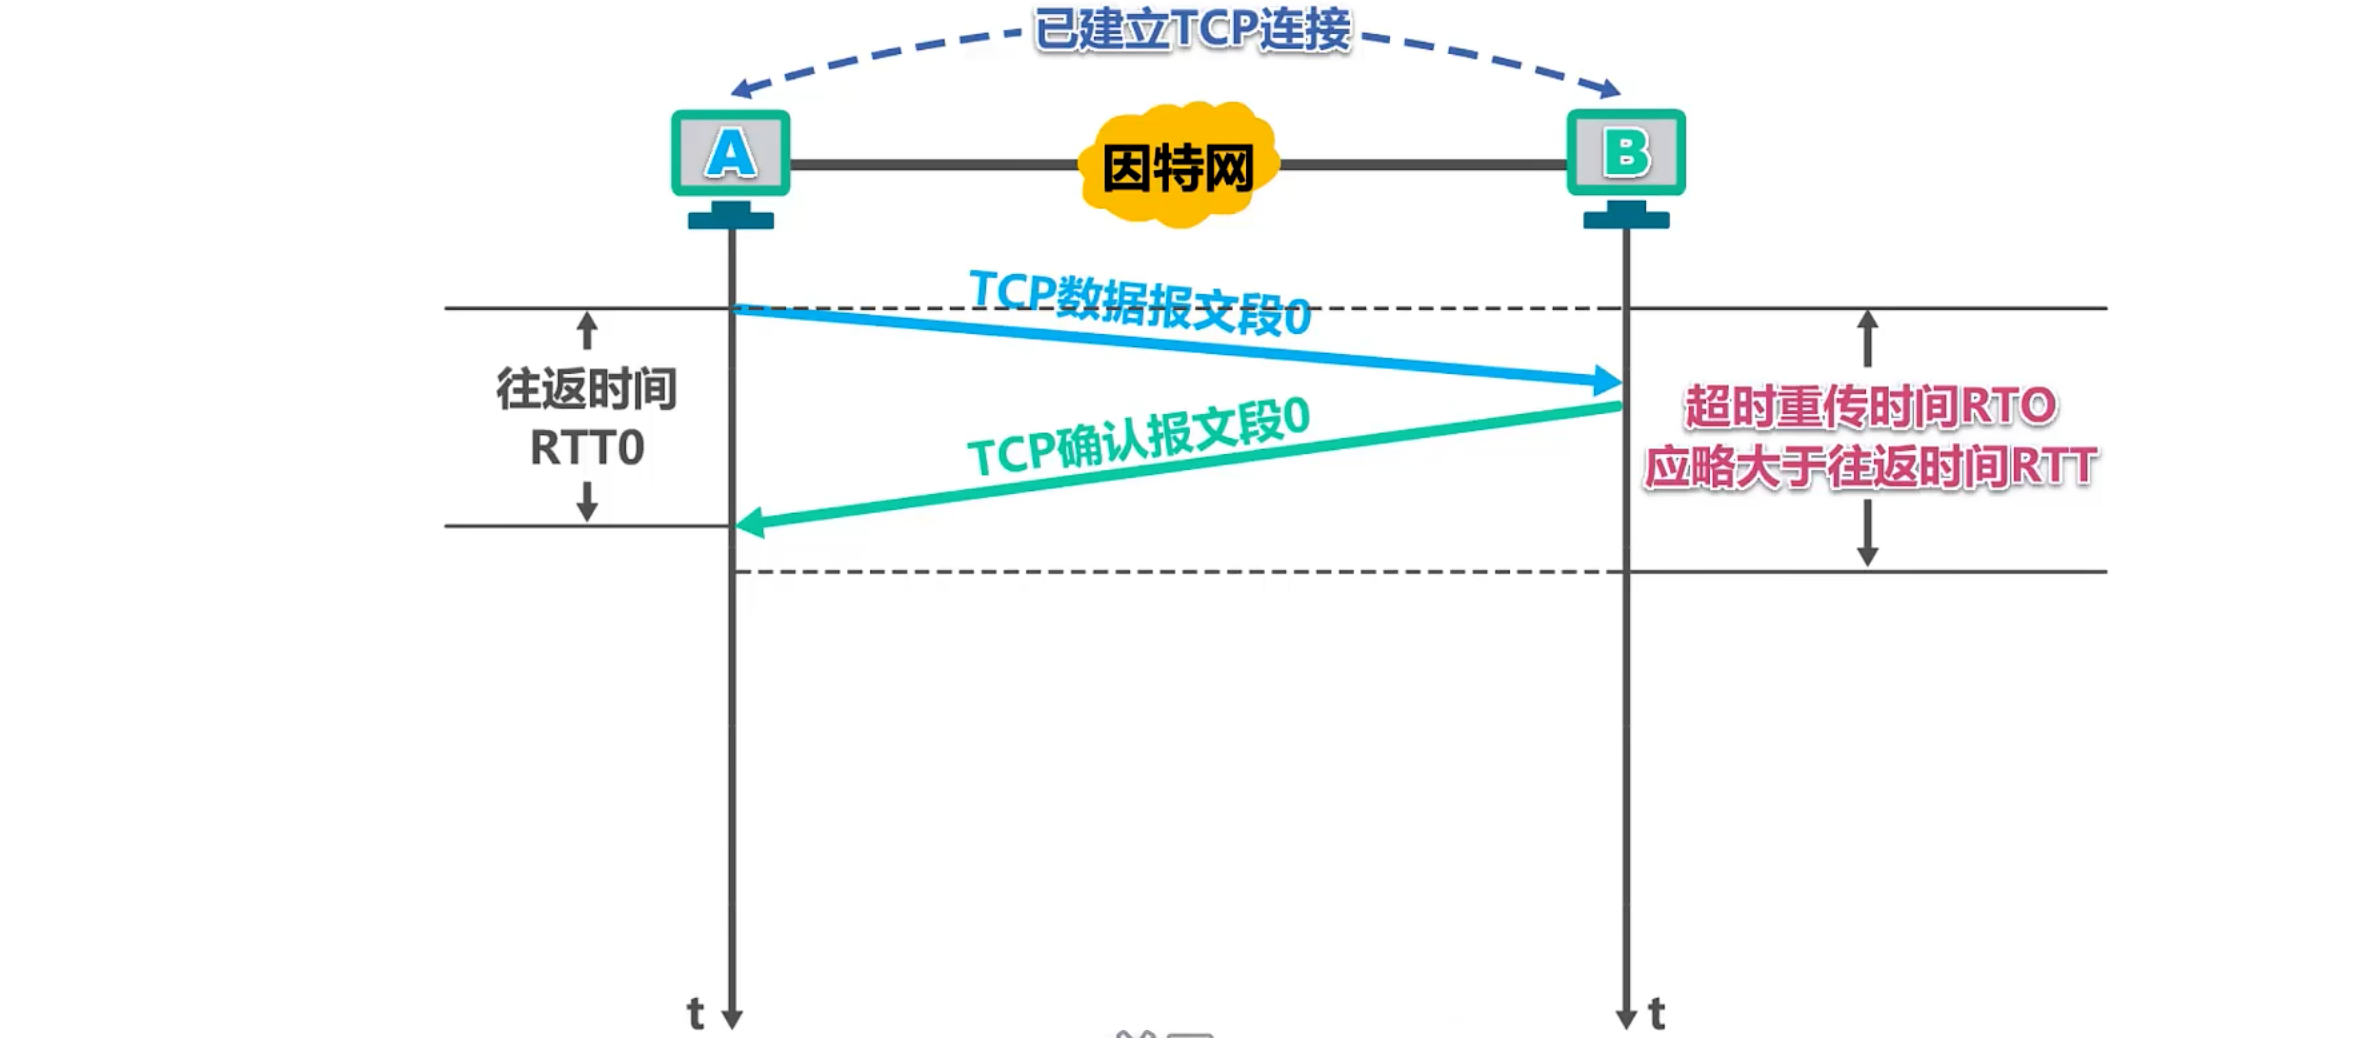 已建立TCP连接
A
因特网
B
TCP数据报文段0
往返时间
RTT0
TCP确认报文段0
超时重传时间RTO
应略大于往返时间RTT
t
t